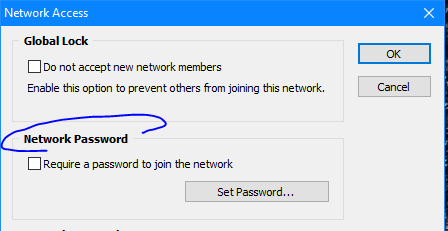 Network Access
Global Lock
OK
Do not accept new network members
Enable this option to prevent others from joining this network.
Cancel
Network Password
Require a password to join the network
Set Password...